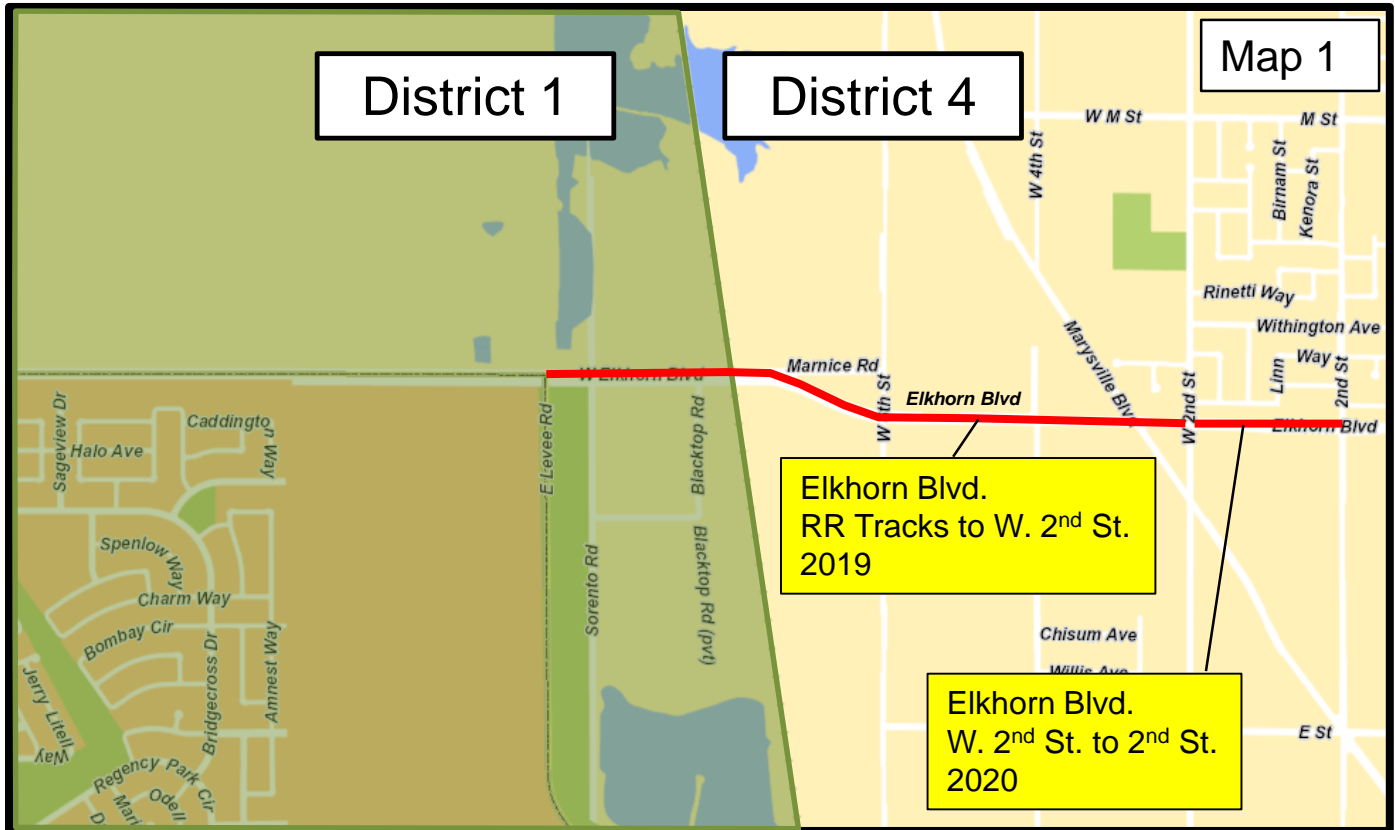 District 1
District 4
Map 1
W M St
M St
W 4th St
Birnam St
Kenora St
Rinetti Way
Withington Ave
Marysville Blv
Marnice Rd
Linn
Way
2nd St
W Elkhorn Blvd
Elkhorn Blvd
W 2nd St
Elkhorn Blvd
Sageview Dr
Caddingto
n Way
Halo Ave
E Levee Rd
Blacktop Rd
Elkhorn Blvd.
RR Tracks to W. 2nd St.
2019
Spenlow Way
Charm Way
Bombay Cir
Bridgecross Dr
Amnest Way
Sorento Rd
Blacktop Rd (pvt)
Chisum Ave
Willis Ave
Jerry Litell
Way
Elkhorn Blvd.
W. 2nd St. to 2nd St.
2020
E St
Regency Park Cir
Odell